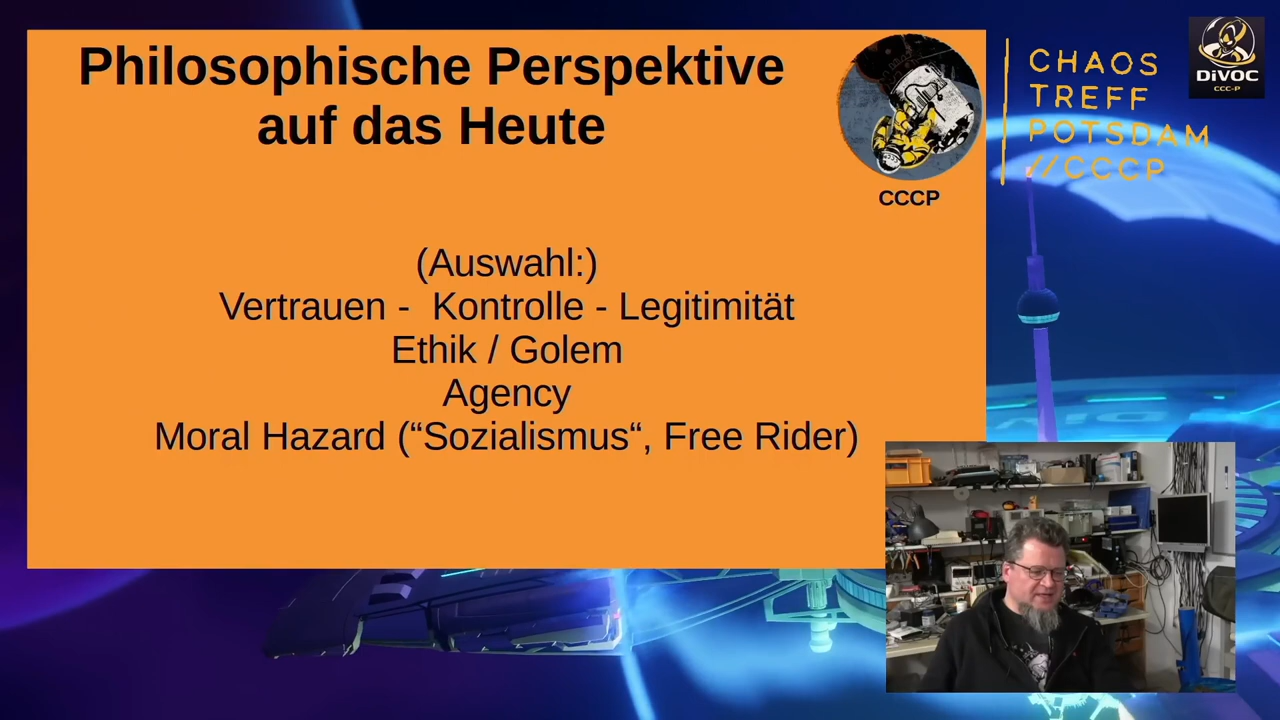 Philosophische Perspektive
auf das Heute
CCCP
(Auswahl:)
Vertrauen -  Kontrolle - Legitimität
Ethik / Golem
Agency
Moral Hazard (“Sozialismus“, Free Rider)
CHAOS
TREFF
POTSDAM
//CCCP
DiVOC
CCC-P